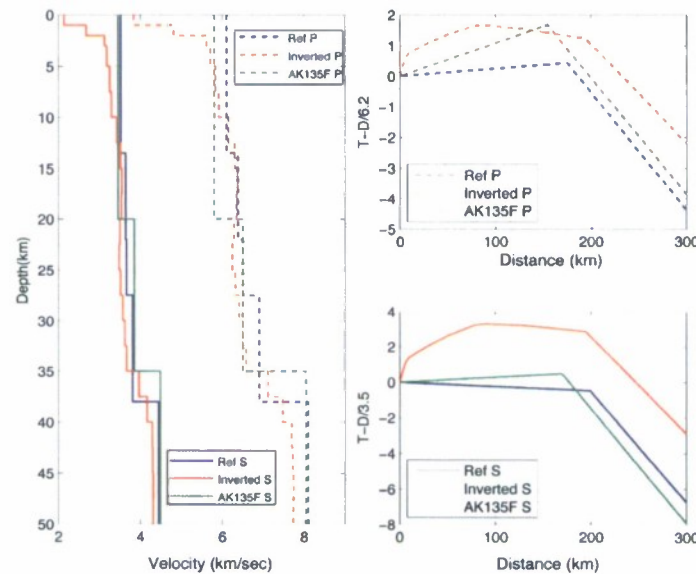 0
5
10
15
20
25
30
35
40
45
50
Depth(km)
2
4
6
8
Velocity (km/sec)
Ref P
Inverted P
AK135F P
Ref S
Inverted S
AK135F S
2
1
0
-1
-2
-3
-4
-5
T-D/6.2
Ref P
Inverted P
AK135F P
0
100
200
300
Distance (km)
4
2
0
-2
-4
-6
-8
T-D/3.5
Ref S
Inverted S
AK135F S
0
100
200
300
Distance (km)